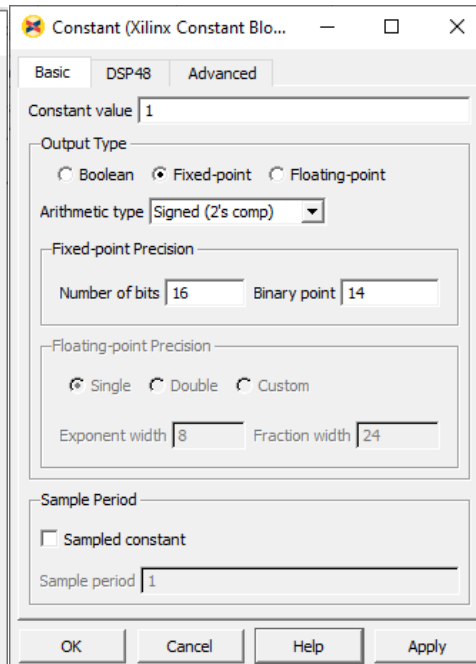 Constant (Xilinx Constant Blo...
Basic DSP48 Advanced
Constant value 1
Output Type
Boolean Fixed-point Floating-point
Arithmetic type Signed (2's comp)
Fixed-point Precision
Number of bits 16 Binary point 14
Floating-point Precision
Single Double Custom
Exponent width 8 Fraction width 24
Sample Period
Sampled constant
Sample period 1
OK Cancel Help Apply